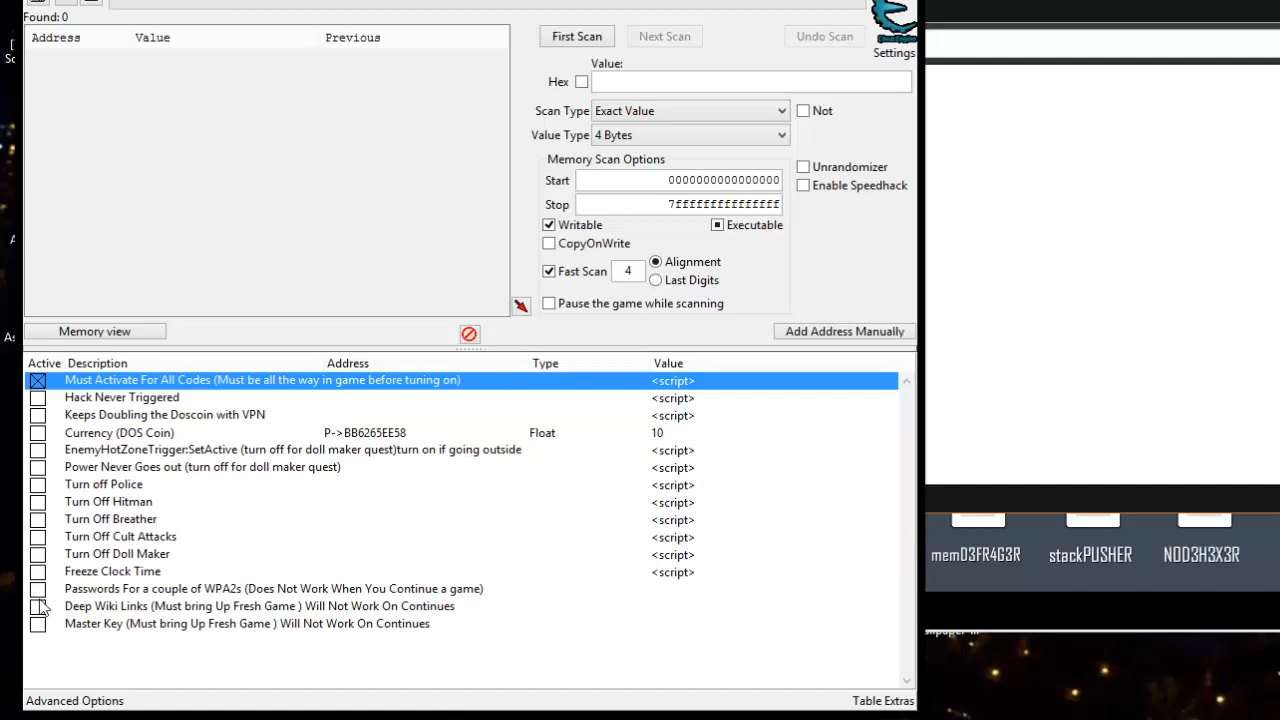 Found: 0
Address Value Previous
First Scan Next Scan Undo Scan
Settings
Value:
Hex
Scan Type Exact Value Not
Value Type 4 Bytes
Memory Scan Options
Unrandomizer
Start 0000000000000000
Enable Speedhack
Stop 7fffffffffffffff
Writable Executable
CopyOnWrite
Fast Scan 4 Alignment
Last Digits
Pause the game while scanning
Memory view Add Address Manually
Active Description Address Type Value
Must Activate For All Codes (Must be all the way in game before tuning on) <script>
Hack Never Triggered <script>
Keeps Doubling the Doscoin with VPN <script>
Currency (DOS Coin) P->BB6265EE58 Float 10
EnemyHotZoneTrigger:SetActive (turn off for doll maker quest)turn on if going outside <script>
Power Never Goes out (turn off for doll maker quest) <script>
Turn off Police <script>
Turn Off Hitman <script>
Turn Off Breather <script>
Turn Off Cult Attacks <script>
Turn Off Doll Maker <script>
Freeze Clock Time <script>
Passwords For a couple of WPA2s (Does Not Work When You Continue a game)
Deep Wiki Links (Must bring Up Fresh Game ) Will Not Work On Continues
Master Key (Must bring Up Fresh Game ) Will Not Work On Continues
Advanced Options Table Extras
memD3FR4G3R stackPUSHER NOD3H3X3R